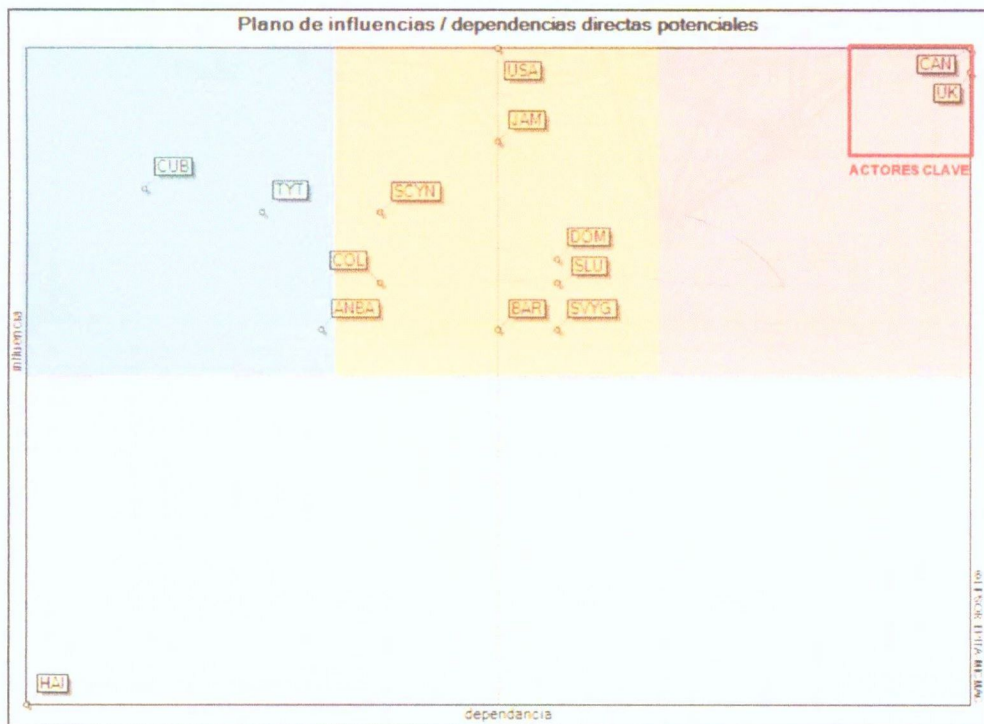 Plano de influencias / dependencias directas potenciales
USA
CAN
UK
JAM
ACTORES CLAVE
CUB
TYT
SCYN
DOM
COL
SLU
ANBA
BAR
SVYG
influencia
HAI
dependancia